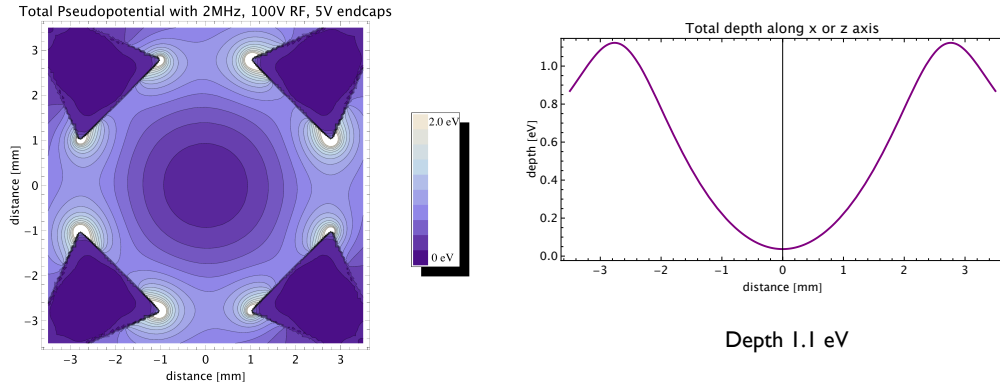 Total Pseudopotential with 2MHz, 100V RF, 5V endcaps
3
2
1
0
−1
−2
−3
distance [mm]
−3 −2 −1 0 1 2 3
distance [mm]
2.0 eV
0 eV
Total depth along x or z axis
1.0
0.8
0.6
0.4
0.2
0.0
depth [eV]
−3 −2 −1 0 1 2 3
distance [mm]
Depth 1.1 eV